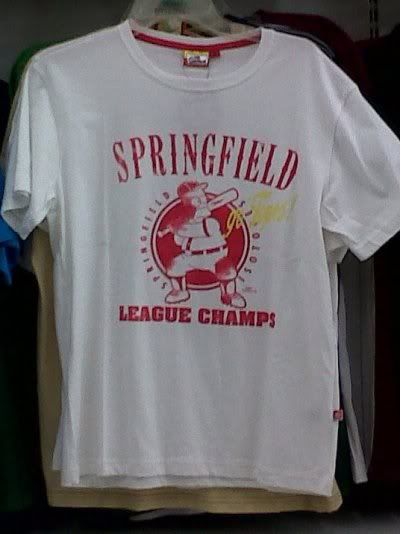 SPRINGFIELD
SPRINGFIELD
ISOTOPES
go 'Topes!
LEAGUE CHAMPS